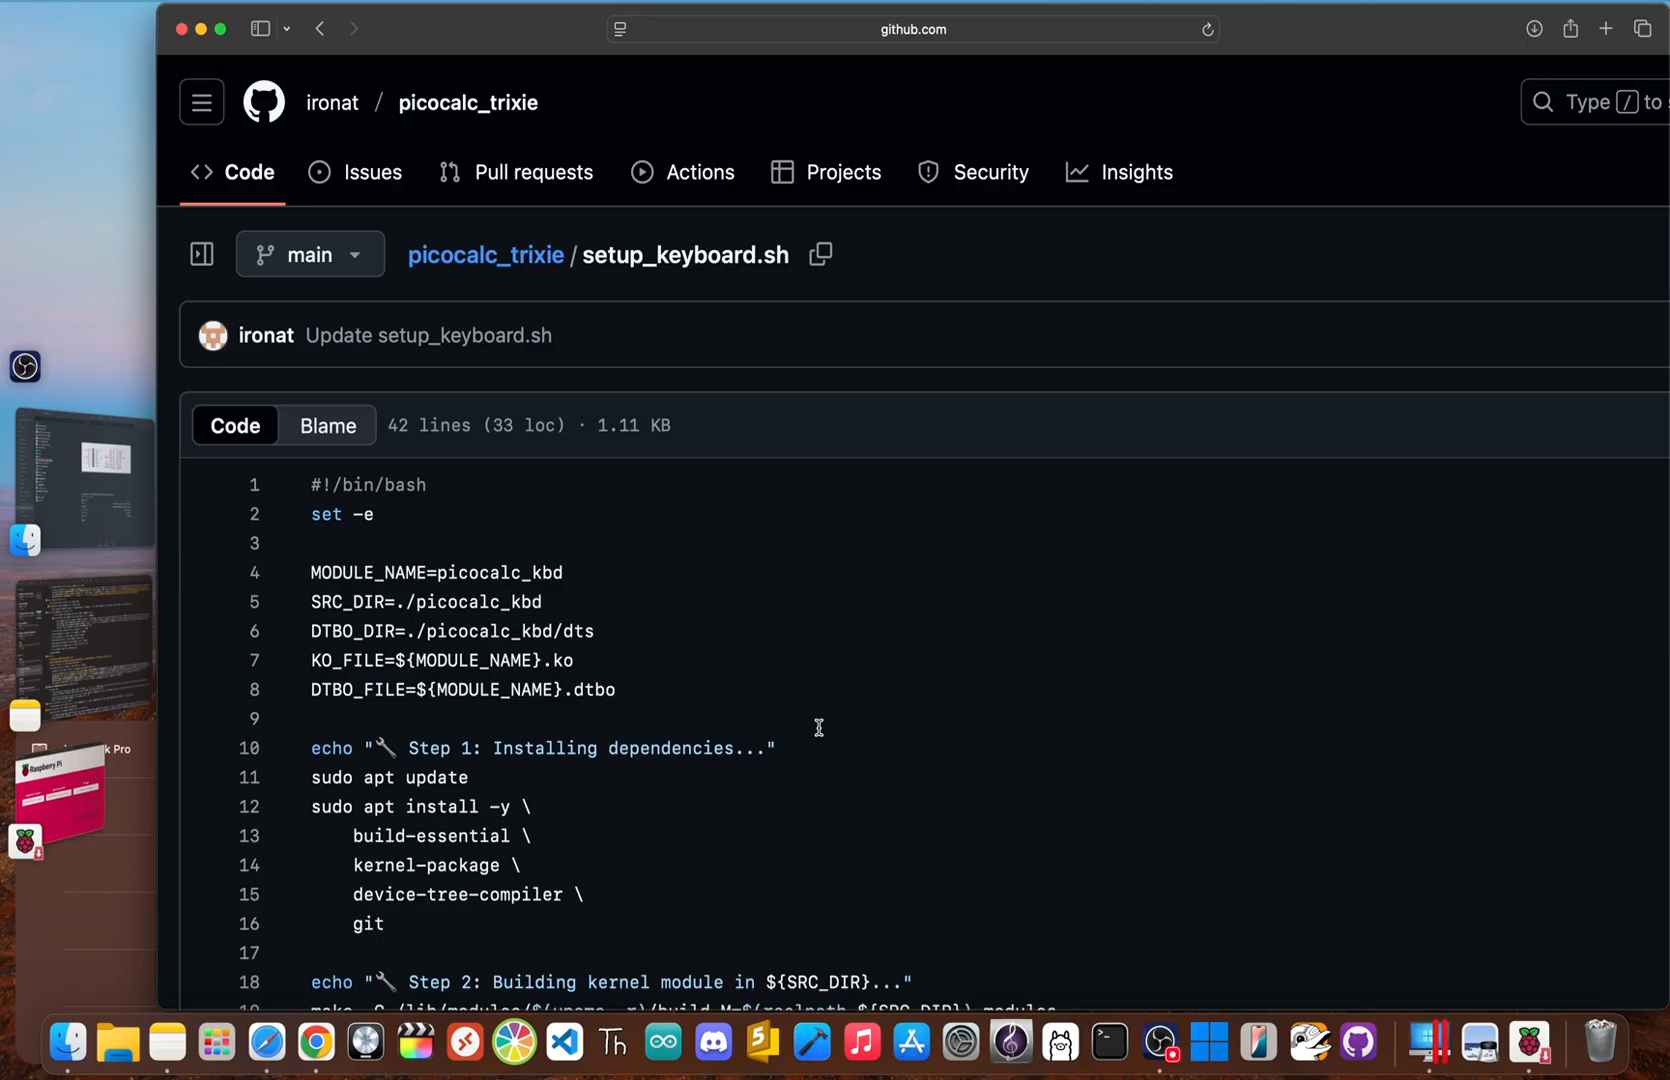 github.com
ironat / picocalc_trixie
Type / to
Code
Issues
Pull requests
Actions
Projects
Security
Insights
main
picocalc_trixie / setup_keyboard.sh
ironat Update setup_keyboard.sh
Code Blame 42 lines (33 loc) · 1.11 KB
1 #!/bin/bash
2 set -e
3
4 MODULE_NAME=picocalc_kbd
5 SRC_DIR=./picocalc_kbd
6 DTBO_DIR=./picocalc_kbd/dts
7 KO_FILE=${MODULE_NAME}.ko
8 DTBO_FILE=${MODULE_NAME}.dtbo
9
10 echo "🔧 Step 1: Installing dependencies..."
11 sudo apt update
12 sudo apt install -y \
13 build-essential \
14 kernel-package \
15 device-tree-compiler \
16 git
17
18 echo "🔧 Step 2: Building kernel module in ${SRC_DIR}..."
Raspberry Pi
k Pro